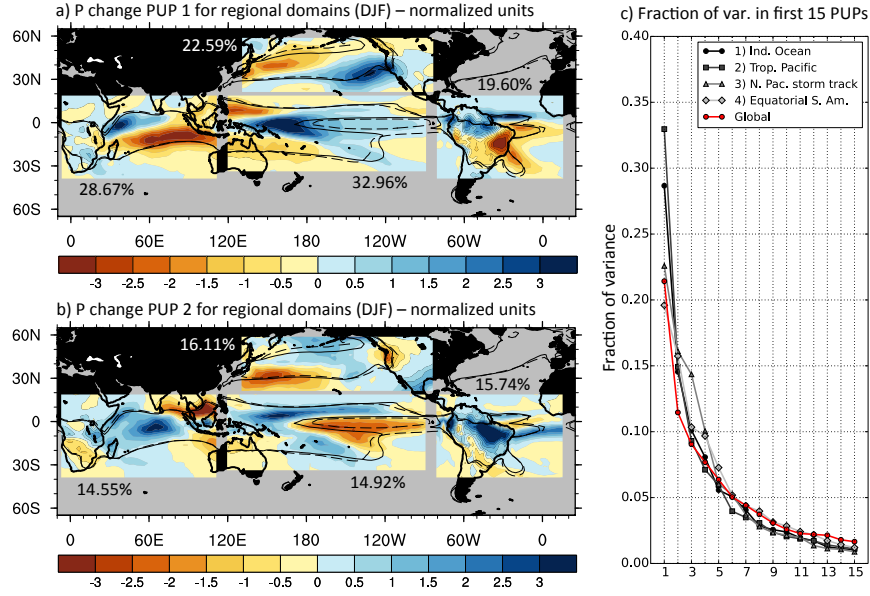 a) P change PUP 1 for regional domains (DJF) – normalized units
60N
30N
0
30S
60S
22.59%
19.60%
28.67%
32.96%
0 60E 120E 180 120W 60W 0
-3 -2.5 -2 -1.5 -1 -0.5 0 0.5 1 1.5 2 2.5 3
b) P change PUP 2 for regional domains (DJF) – normalized units
60N
30N
0
30S
60S
16.11%
15.74%
14.55%
14.92%
0 60E 120E 180 120W 60W 0
-3 -2.5 -2 -1.5 -1 -0.5 0 0.5 1 1.5 2 2.5 3
c) Fraction of var. in first 15 PUPs
Fraction of variance
0.40
0.35
0.30
0.25
0.20
0.15
0.10
0.05
0.00
1) Ind. Ocean
2) Trop. Pacific
3) N. Pac. storm track
4) Equatorial S. Am.
Global
1 3 5 7 9 11 13 15